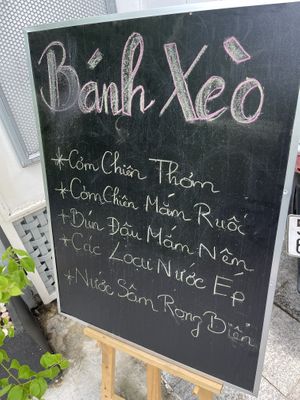 Bánh Xèo
* Cơm Chiên Thơm
* Cơm Chiên Mắm Ruốc
* Bún Đậu Mắm Nêm
* Các Loại Nước Ép
* Nước Sâm Rong Biển